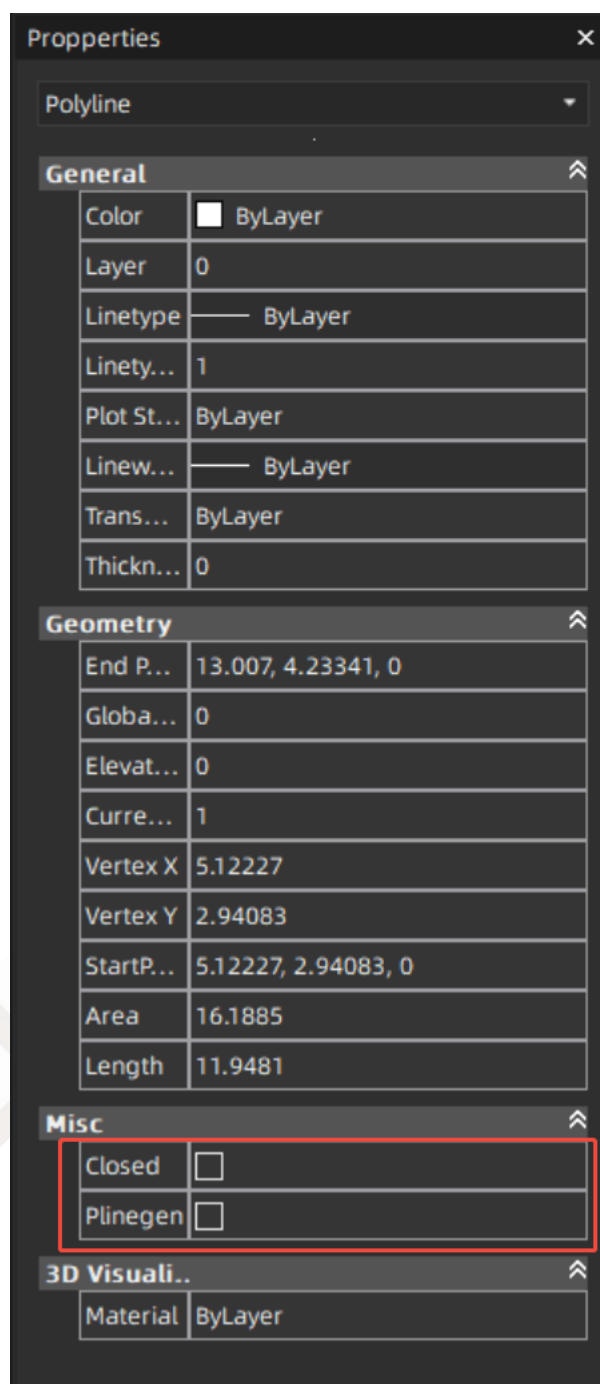 Propperties
Polyline
General
Color ByLayer
Layer 0
Linetype ByLayer
Linety... 1
Plot St... ByLayer
Linew... ByLayer
Trans... ByLayer
Thickn... 0
Geometry
End P... 13.007, 4.23341, 0
Globa... 0
Elevat... 0
Curre... 1
Vertex X 5.12227
Vertex Y 2.94083
StartP... 5.12227, 2.94083, 0
Area 16.1885
Length 11.9481
Misc
Closed
Plinegen
3D Visuali..
Material ByLayer